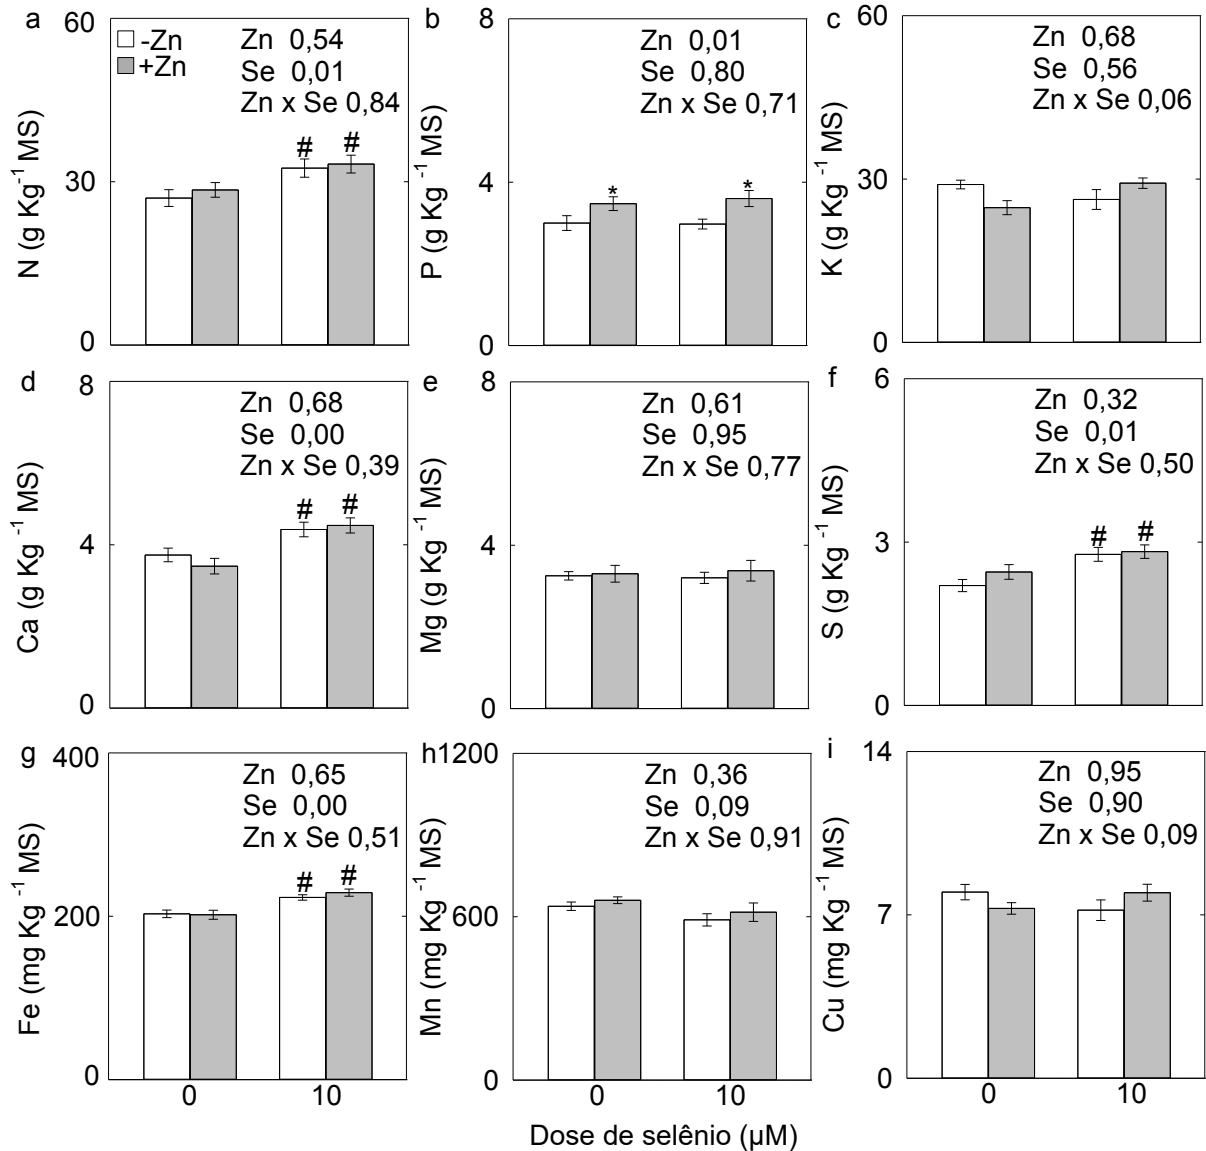 a
60
30
0
N (g Kg⁻¹ MS)
-Zn
+Zn
Zn 0,54
Se 0,01
Zn x Se 0,84
# #
b
8
4
0
P (g Kg⁻¹ MS)
Zn 0,01
Se 0,80
Zn x Se 0,71
* *
c
60
30
0
K (g Kg⁻¹ MS)
Zn 0,68
Se 0,56
Zn x Se 0,06
d
8
4
0
Ca (g Kg⁻¹ MS)
Zn 0,68
Se 0,00
Zn x Se 0,39
# #
e
8
4
0
Mg (g Kg⁻¹ MS)
Zn 0,61
Se 0,95
Zn x Se 0,77
f
6
3
0
S (g Kg⁻¹ MS)
Zn 0,32
Se 0,01
Zn x Se 0,50
# #
g
400
200
0
Fe (mg Kg⁻¹ MS)
Zn 0,65
Se 0,00
Zn x Se 0,51
# #
0 10
h
1200
600
0
Mn (mg Kg⁻¹ MS)
Zn 0,36
Se 0,09
Zn x Se 0,91
0 10
i
14
7
0
Cu (mg Kg⁻¹ MS)
Zn 0,95
Se 0,90
Zn x Se 0,09
0 10
Dose de selênio (µM)